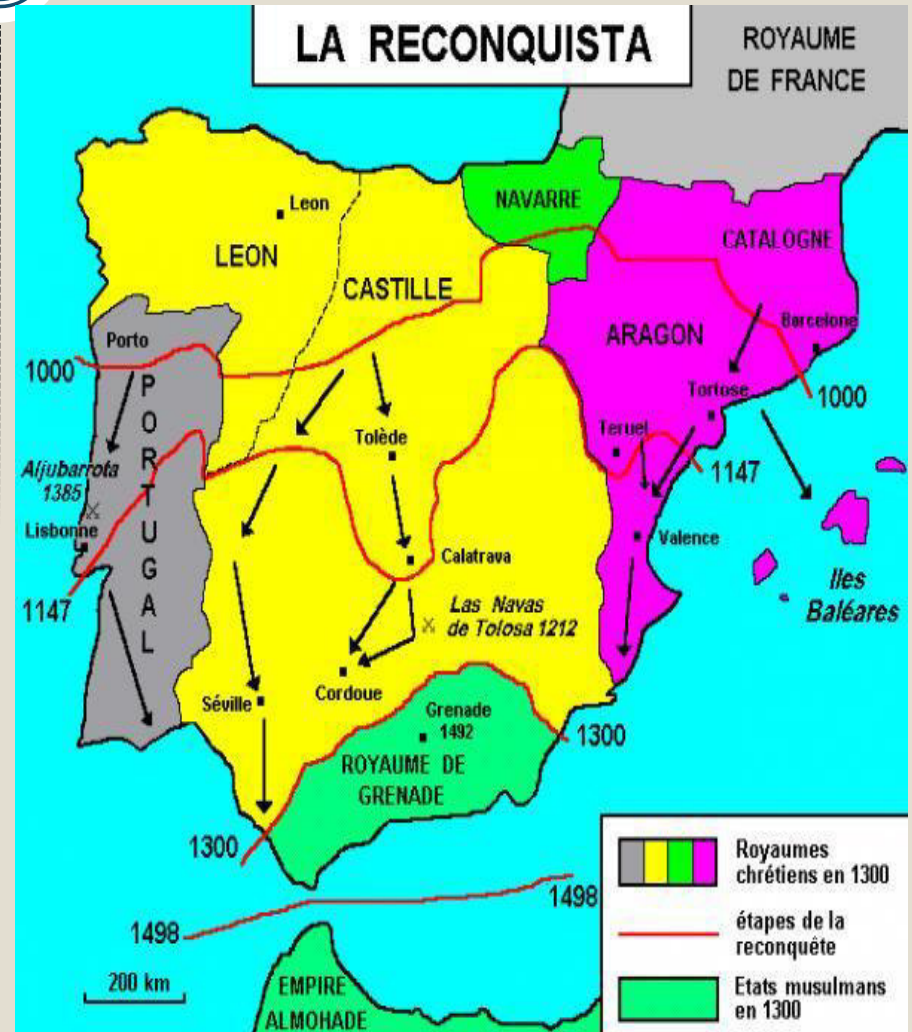 LA RECONQUISTA
ROYAUME
DE FRANCE
NAVARRE
Leon
LEON
CATALOGNE
CASTILLE
Barcelone
Porto
ARAGON
1000
Tortose
1000
PORTUGAL
Tolède
Teruel
Aljubarrota
1385
1147
Lisbonne
Calatrava
Valence
Iles
Baléares
1147
Las Navas
de Tolosa 1212
Séville
Cordoue
Grenade
1492
1300
ROYAUME DE
GRENADE
1300
1498
1498
200 km
EMPIRE
ALMOHADE
Royaumes
chrétiens en 1300
étapes de la
reconquête
Etats musulmans
en 1300